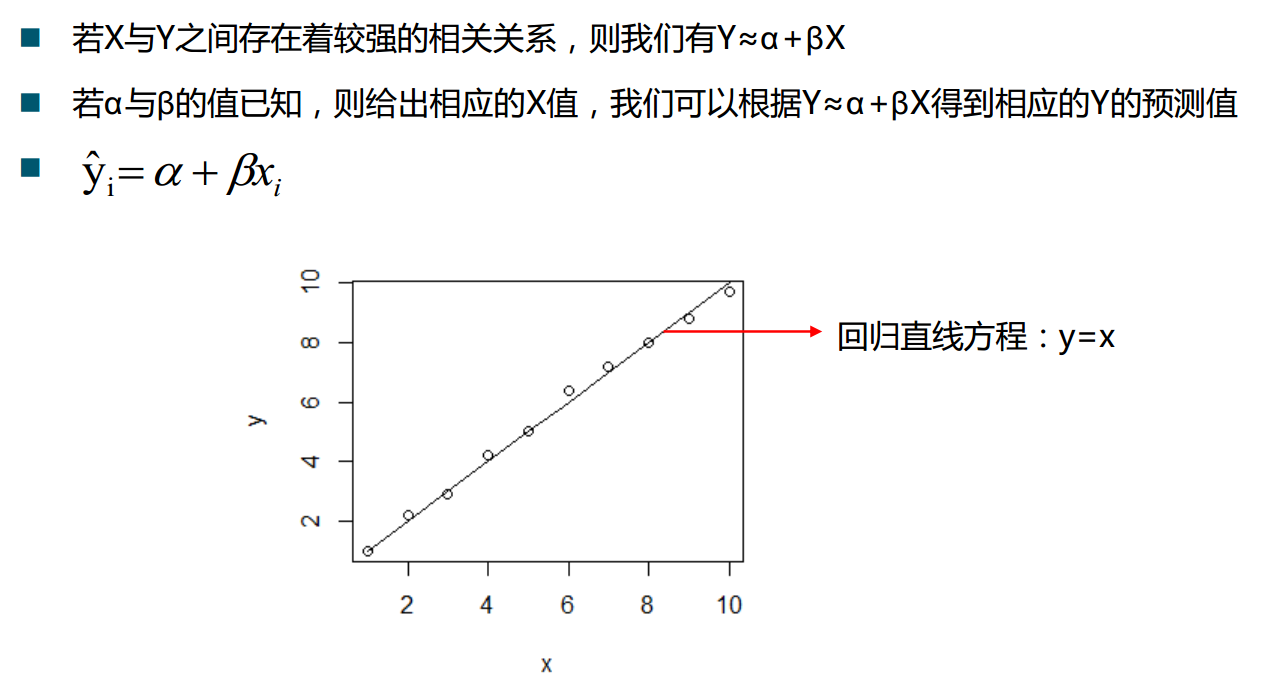 若X与Y之间存在着较强的相关关系，则我们有Y≈α+βX
若α与β的值已知，则给出相应的X值，我们可以根据Y≈α+βX得到相应的Y的预测值
ŷᵢ= α + βxᵢ
10
8
6
4
2
y
回归直线方程：y=x
2 4 6 8 10
x